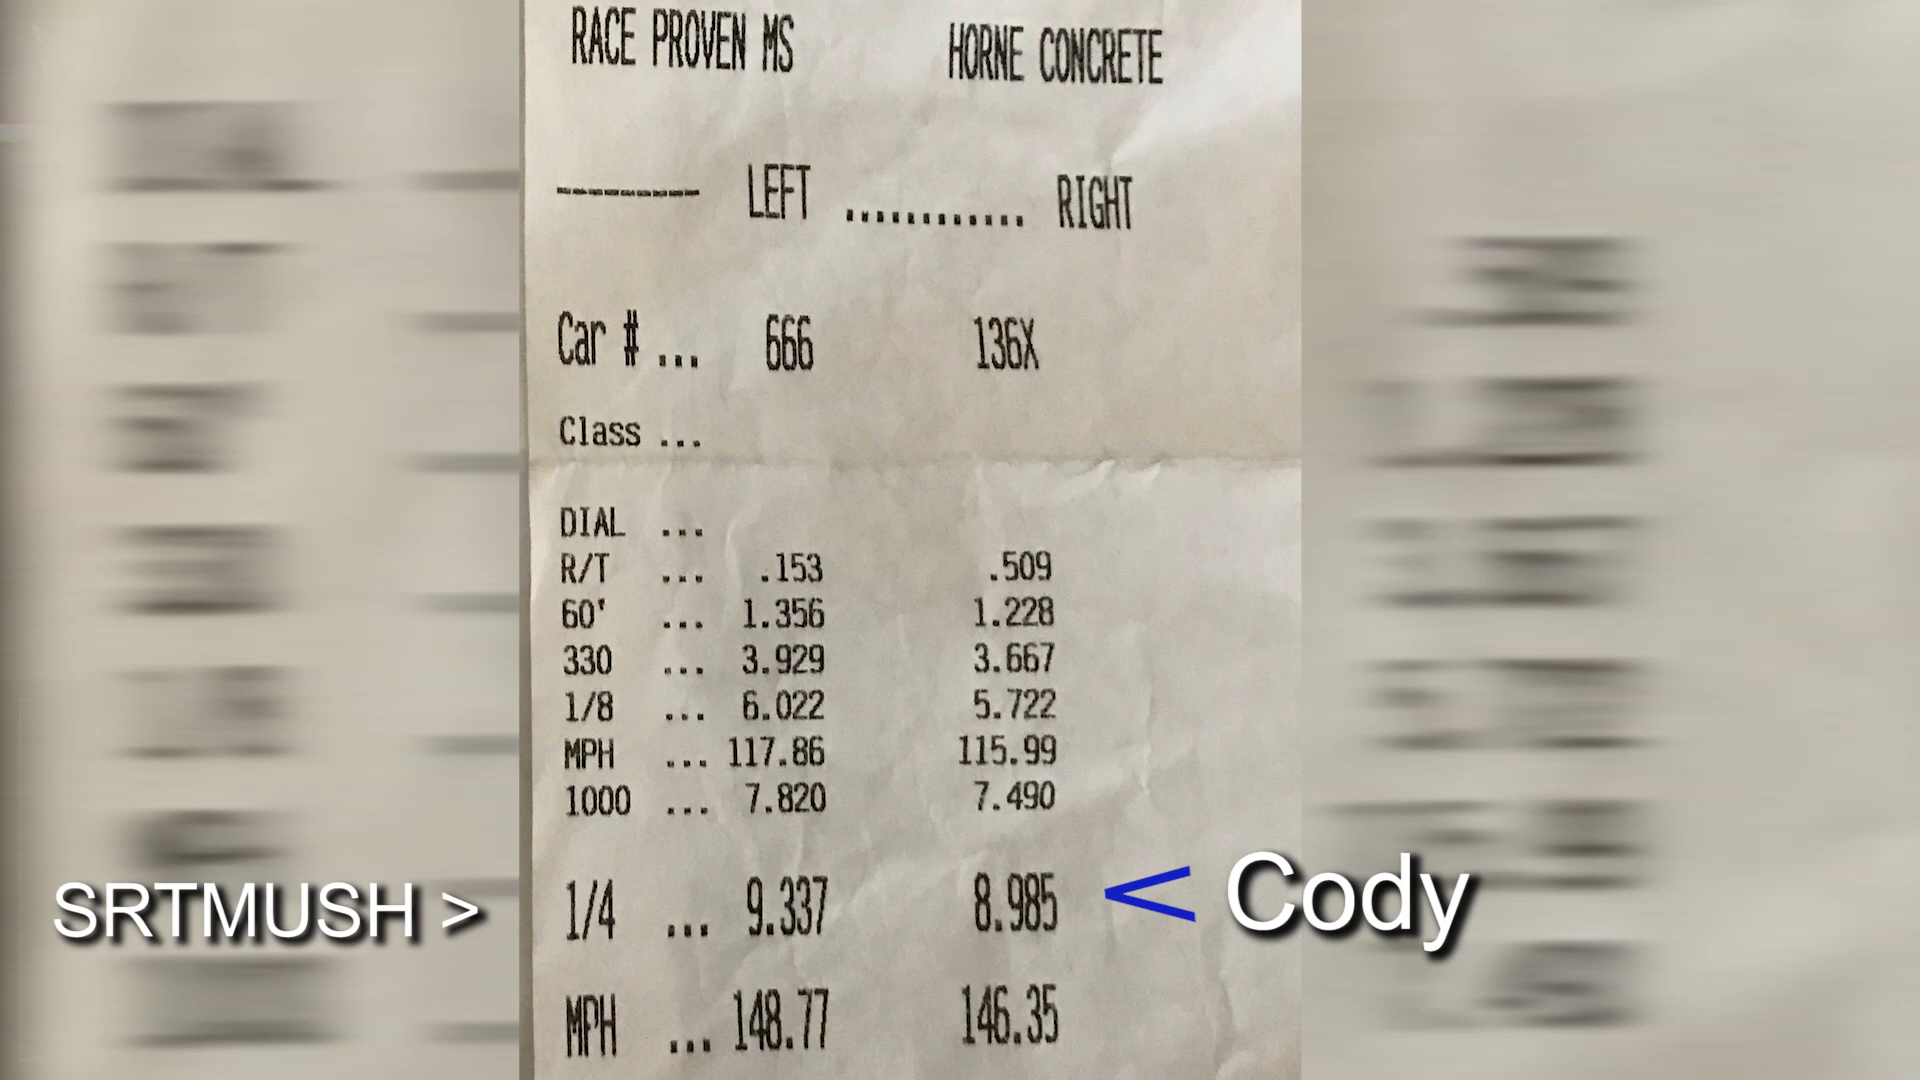 RACE PROVEN MS HORNE CONCRETE
-------- LEFT ............ RIGHT
Car # ... 666 136X
Class ...
DIAL ...
R/T ... .153 .509
60' ... 1.356 1.228
330 ... 3.929 3.667
1/8 ... 6.022 5.722
MPH ... 117.86 115.99
1000 ... 7.820 7.490
SRTMUSH > 1/4 ... 9.337 8.985 < Cody
MPH ... 148.77 146.35